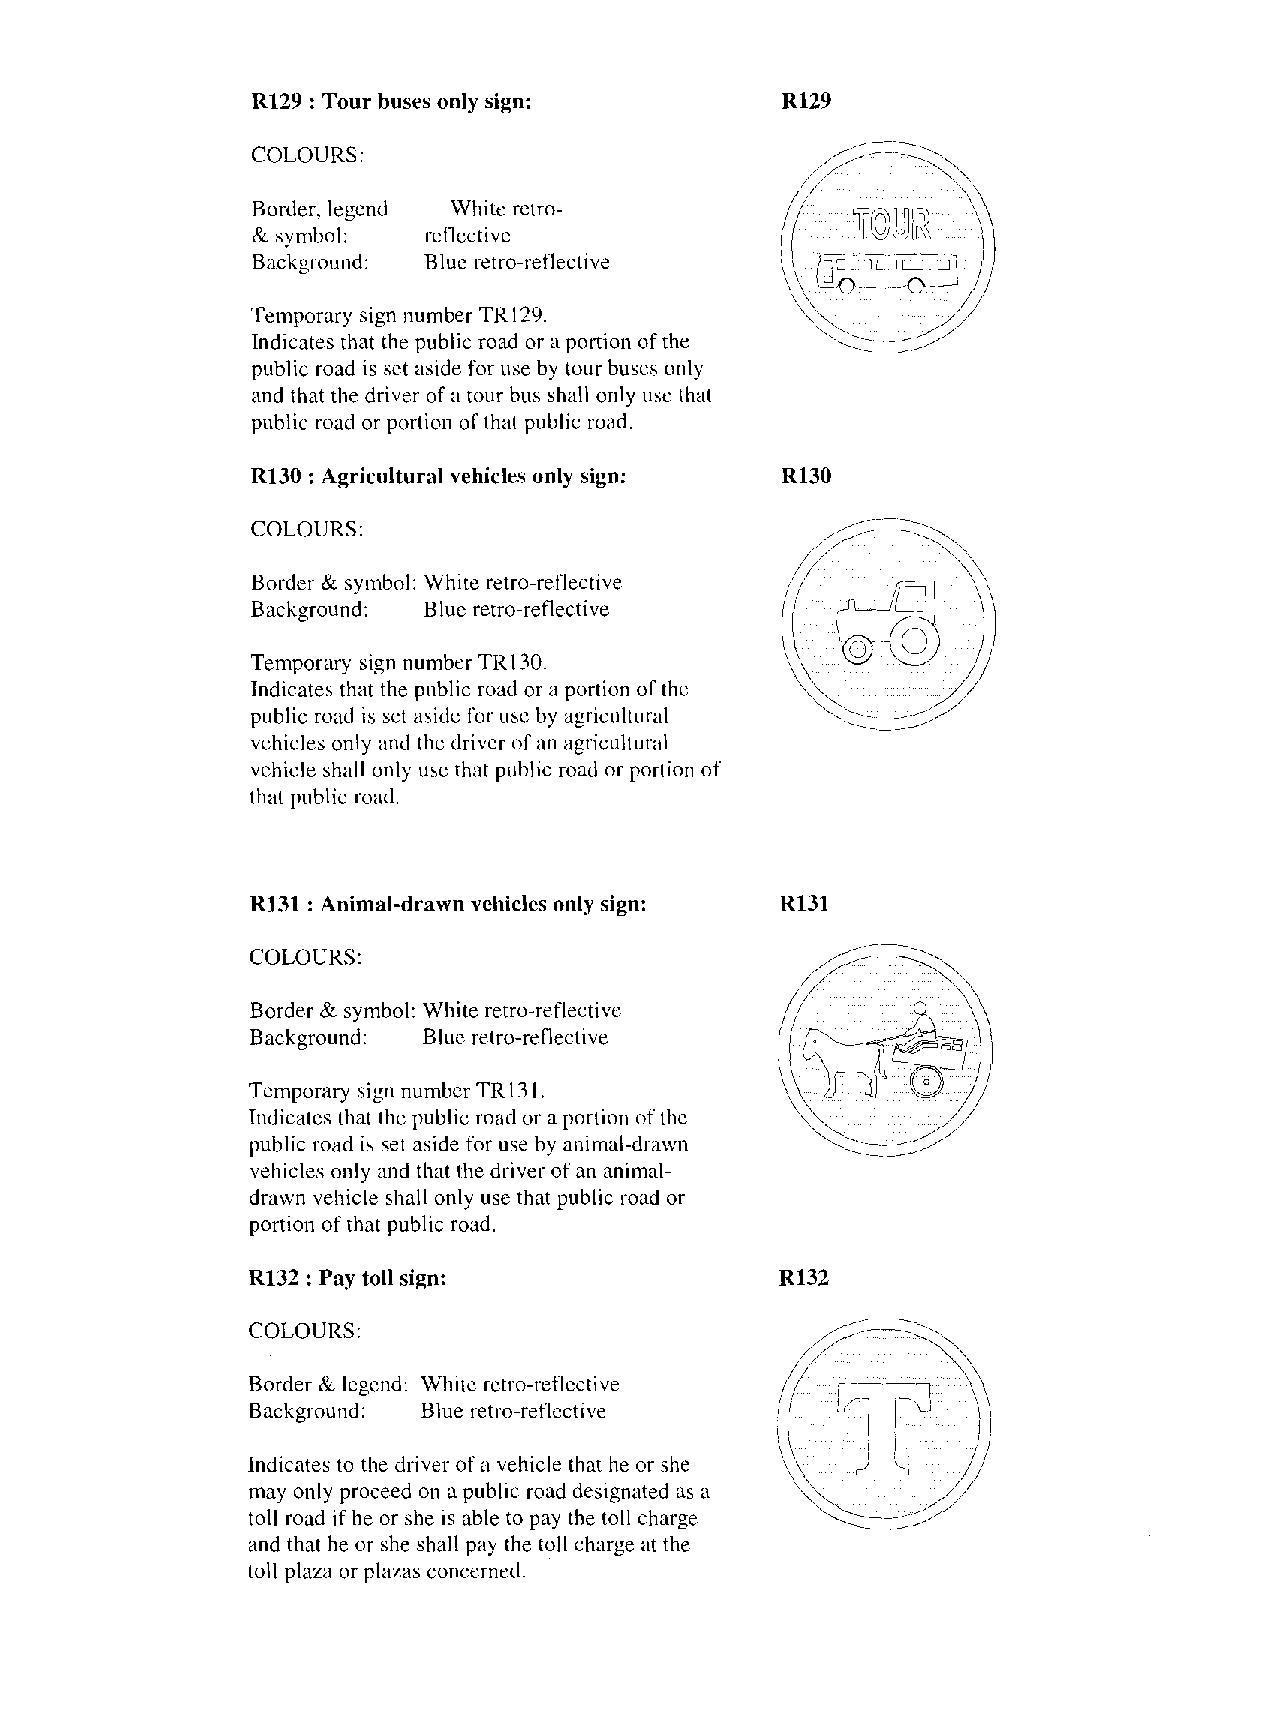 R129 : Tour buses only sign: R129
COLOURS:
TOUR
Border, legend White retro-
& symbol: reflective
Background: Blue retro-reflective
Temporary sign number TR129.
Indicates that the public road or a portion of the
public road is set aside for use by tour buses only
and that the driver of a tour bus shall only use that
public road or portion of that public road.
R130 : Agricultural vehicles only sign: R130
COLOURS:
Border & symbol: White retro-reflective
Background: Blue retro-reflective
Temporary sign number TR130.
Indicates that the public road or a portion of the
public road is set aside for use by agricultural
vehicles only and the driver of an agricultural
vehicle shall only use that public road or portion of
that public road.
R131 : Animal-drawn vehicles only sign: R131
COLOURS:
Border & symbol: White retro-reflective
Background: Blue retro-reflective
Temporary sign number TR131.
Indicates that the public road or a portion of the
public road is set aside for use by animal-drawn
vehicles only and that the driver of an animal-
drawn vehicle shall only use that public road or
portion of that public road.
R132 : Pay toll sign: R132
COLOURS:
Border & legend: White retro-reflective
Background: Blue retro-reflective
T
Indicates to the driver of a vehicle that he or she
may only proceed on a public road designated as a
toll road if he or she is able to pay the toll charge
and that he or she shall pay the toll charge at the
toll plaza or plazas concerned.